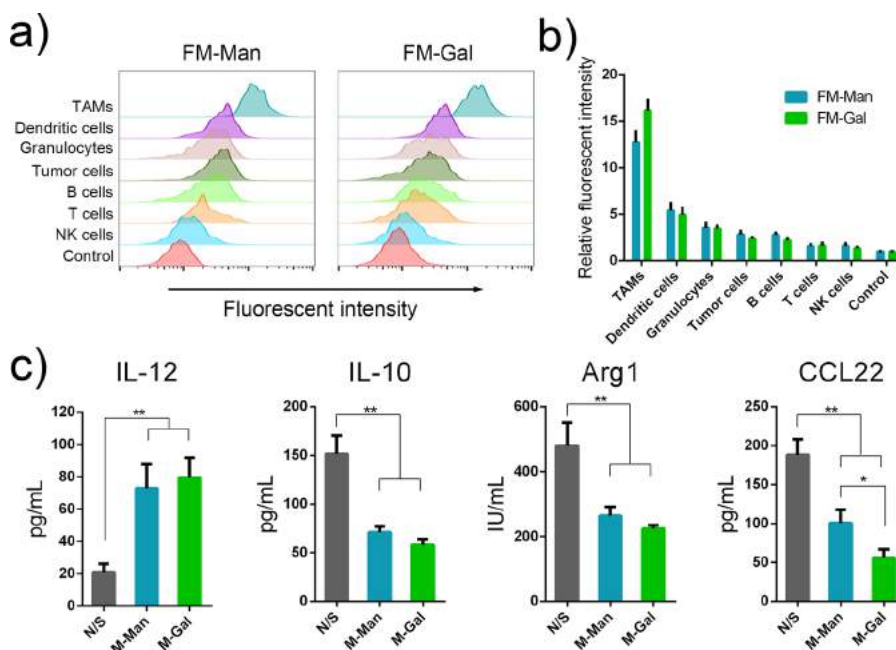 a)
FM-Man
FM-Gal
TAMs
Dendritic cells
Granulocytes
Tumor cells
B cells
T cells
NK cells
Control
Fluorescent intensity
b)
Relative fluorescent intensity
20
15
10
5
0
FM-Man
FM-Gal
TAMs
Dendritic cells
Granulocytes
Tumor cells
B cells
T cells
NK cells
Control
c)
IL-12
pg/mL
120
100
80
60
40
20
0
**
N/S
M-Man
M-Gal
IL-10
pg/mL
150
100
50
0
**
N/S
M-Man
M-Gal
Arg1
IU/mL
600
400
200
0
**
N/S
M-Man
M-Gal
CCL22
pg/mL
250
200
150
100
50
0
**
*
N/S
M-Man
M-Gal